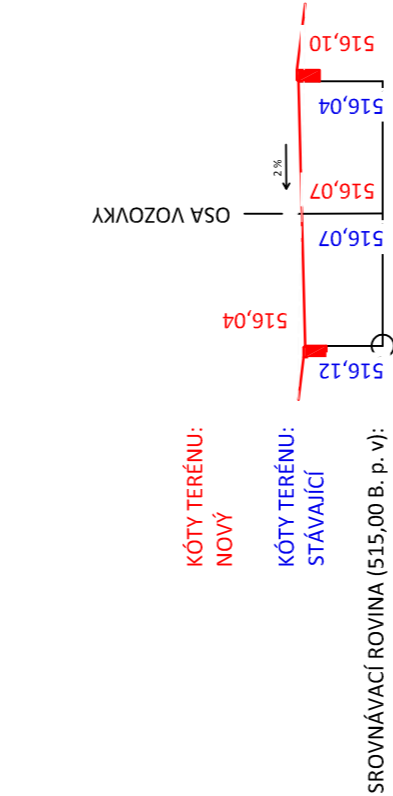 516,10
516,04
2 %
516,07
OSA VOZOVKY
516,07
516,04
516,12
KÓTY TERÉNU:
NOVÝ
KÓTY TERÉNU:
STÁVAJÍCÍ
SROVNÁVACÍ ROVINA (515,00 B. p. v):